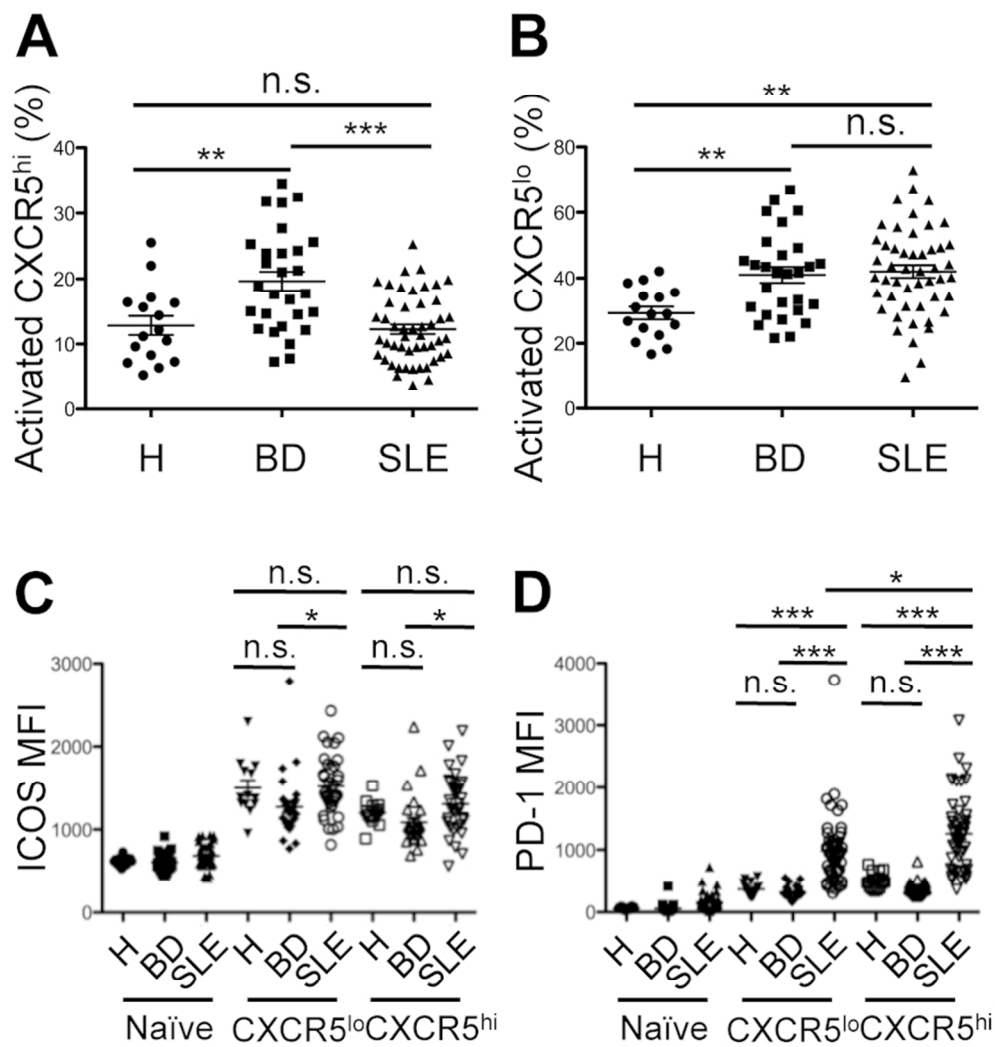 A
n.s.
**
***
Activated CXCR5hi (%)
40
30
20
10
0
H BD SLE
B
**
n.s.
**
Activated CXCR5lo (%)
80
60
40
20
0
H BD SLE
C
n.s. n.s.
* *
n.s. n.s.
ICOS MFI
3000
2000
1000
0
H BD SLE H BD SLE H BD SLE
Naïve CXCR5lo CXCR5hi
D
*
*** ***
*** ***
n.s. n.s.
PD-1 MFI
4000
3000
2000
1000
0
H BD SLE H BD SLE H BD SLE
Naïve CXCR5lo CXCR5hi